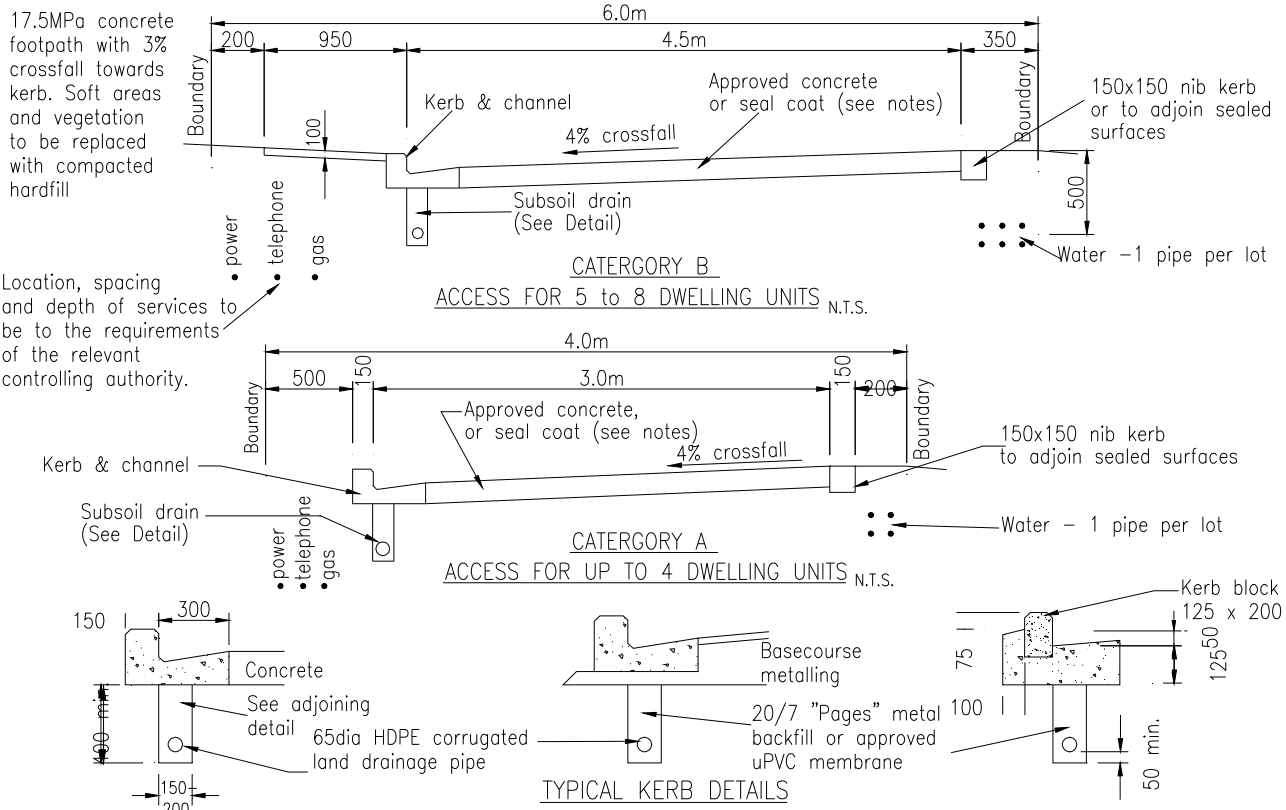 17.5MPa concrete
footpath with 3%
crossfall towards
kerb. Soft areas
and vegetation
to be replaced
with compacted
hardfill
6.0m
200
950
4.5m
350
Boundary
Kerb & channel
Approved concrete
or seal coat (see notes)
Boundary
150x150 nib kerb
or to adjoin sealed
surfaces
100
4% crossfall
500
Subsoil drain
(See Detail)
power
telephone
gas
Water -1 pipe per lot
CATERGORY B
ACCESS FOR 5 to 8 DWELLING UNITS N.T.S.
Location, spacing
and depth of services to
be to the requirements
of the relevant
controlling authority.
4.0m
500
150
3.0m
150
200
Boundary
Approved concrete,
or seal coat (see notes)
4% crossfall
Boundary
150x150 nib kerb
to adjoin sealed surfaces
Kerb & channel
Subsoil drain
(See Detail)
power
telephone
gas
Water - 1 pipe per lot
CATERGORY A
ACCESS FOR UP TO 4 DWELLING UNITS N.T.S.
150
300
Concrete
See adjoining
detail
400 min
150-
200
65dia HDPE corrugated
land drainage pipe
Basecourse
metalling
20/7 "Pages" metal
backfill or approved
uPVC membrane
Kerb block
125 x 200
75
100
50
125
50 min.
TYPICAL KERB DETAILS